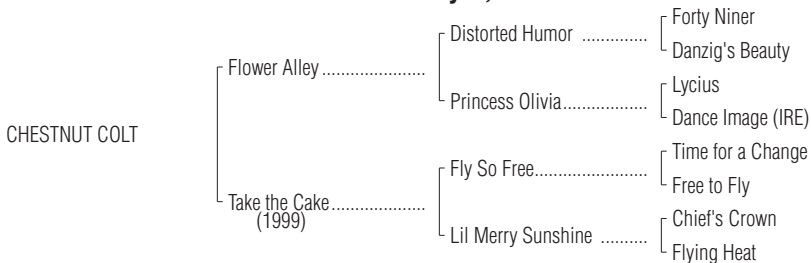 Forty Niner
Distorted Humor ..............
Danzig's Beauty
Flower Alley ......................
Lycius
Princess Olivia..................
Dance Image (IRE)
CHESTNUT COLT
Time for a Change
Fly So Free........................
Free to Fly
Take the Cake....................
(1999)
Chief's Crown
Lil Merry Sunshine ..........
Flying Heat